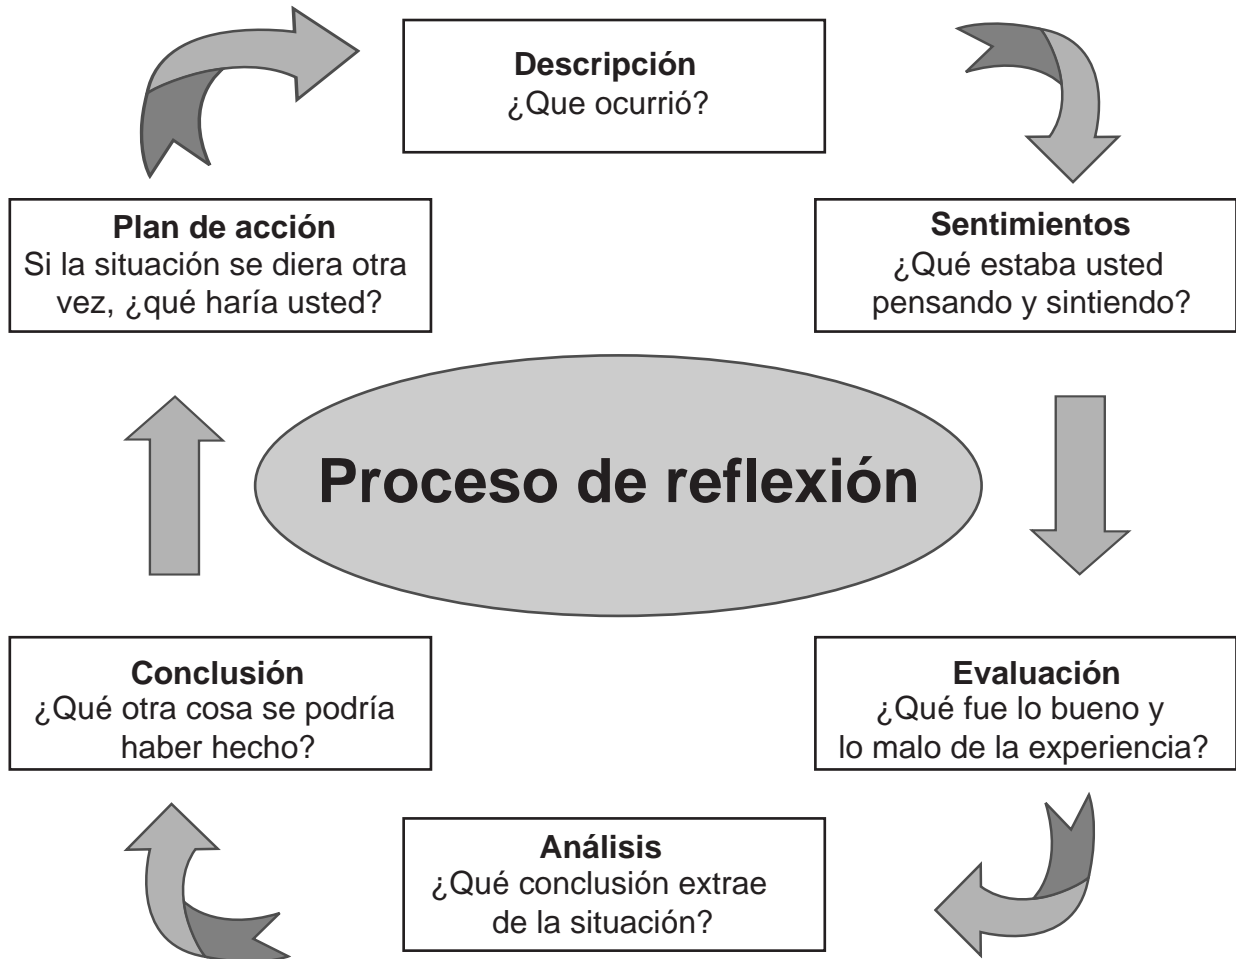 Descripción
¿Que ocurrió?
Sentimientos
¿Qué estaba usted
pensando y sintiendo?
Evaluación
¿Qué fue lo bueno y
lo malo de la experiencia?
Análisis
¿Qué conclusión extrae
de la situación?
Conclusión
¿Qué otra cosa se podría
haber hecho?
Plan de acción
Si la situación se diera otra
vez, ¿qué haría usted?
Proceso de reflexión